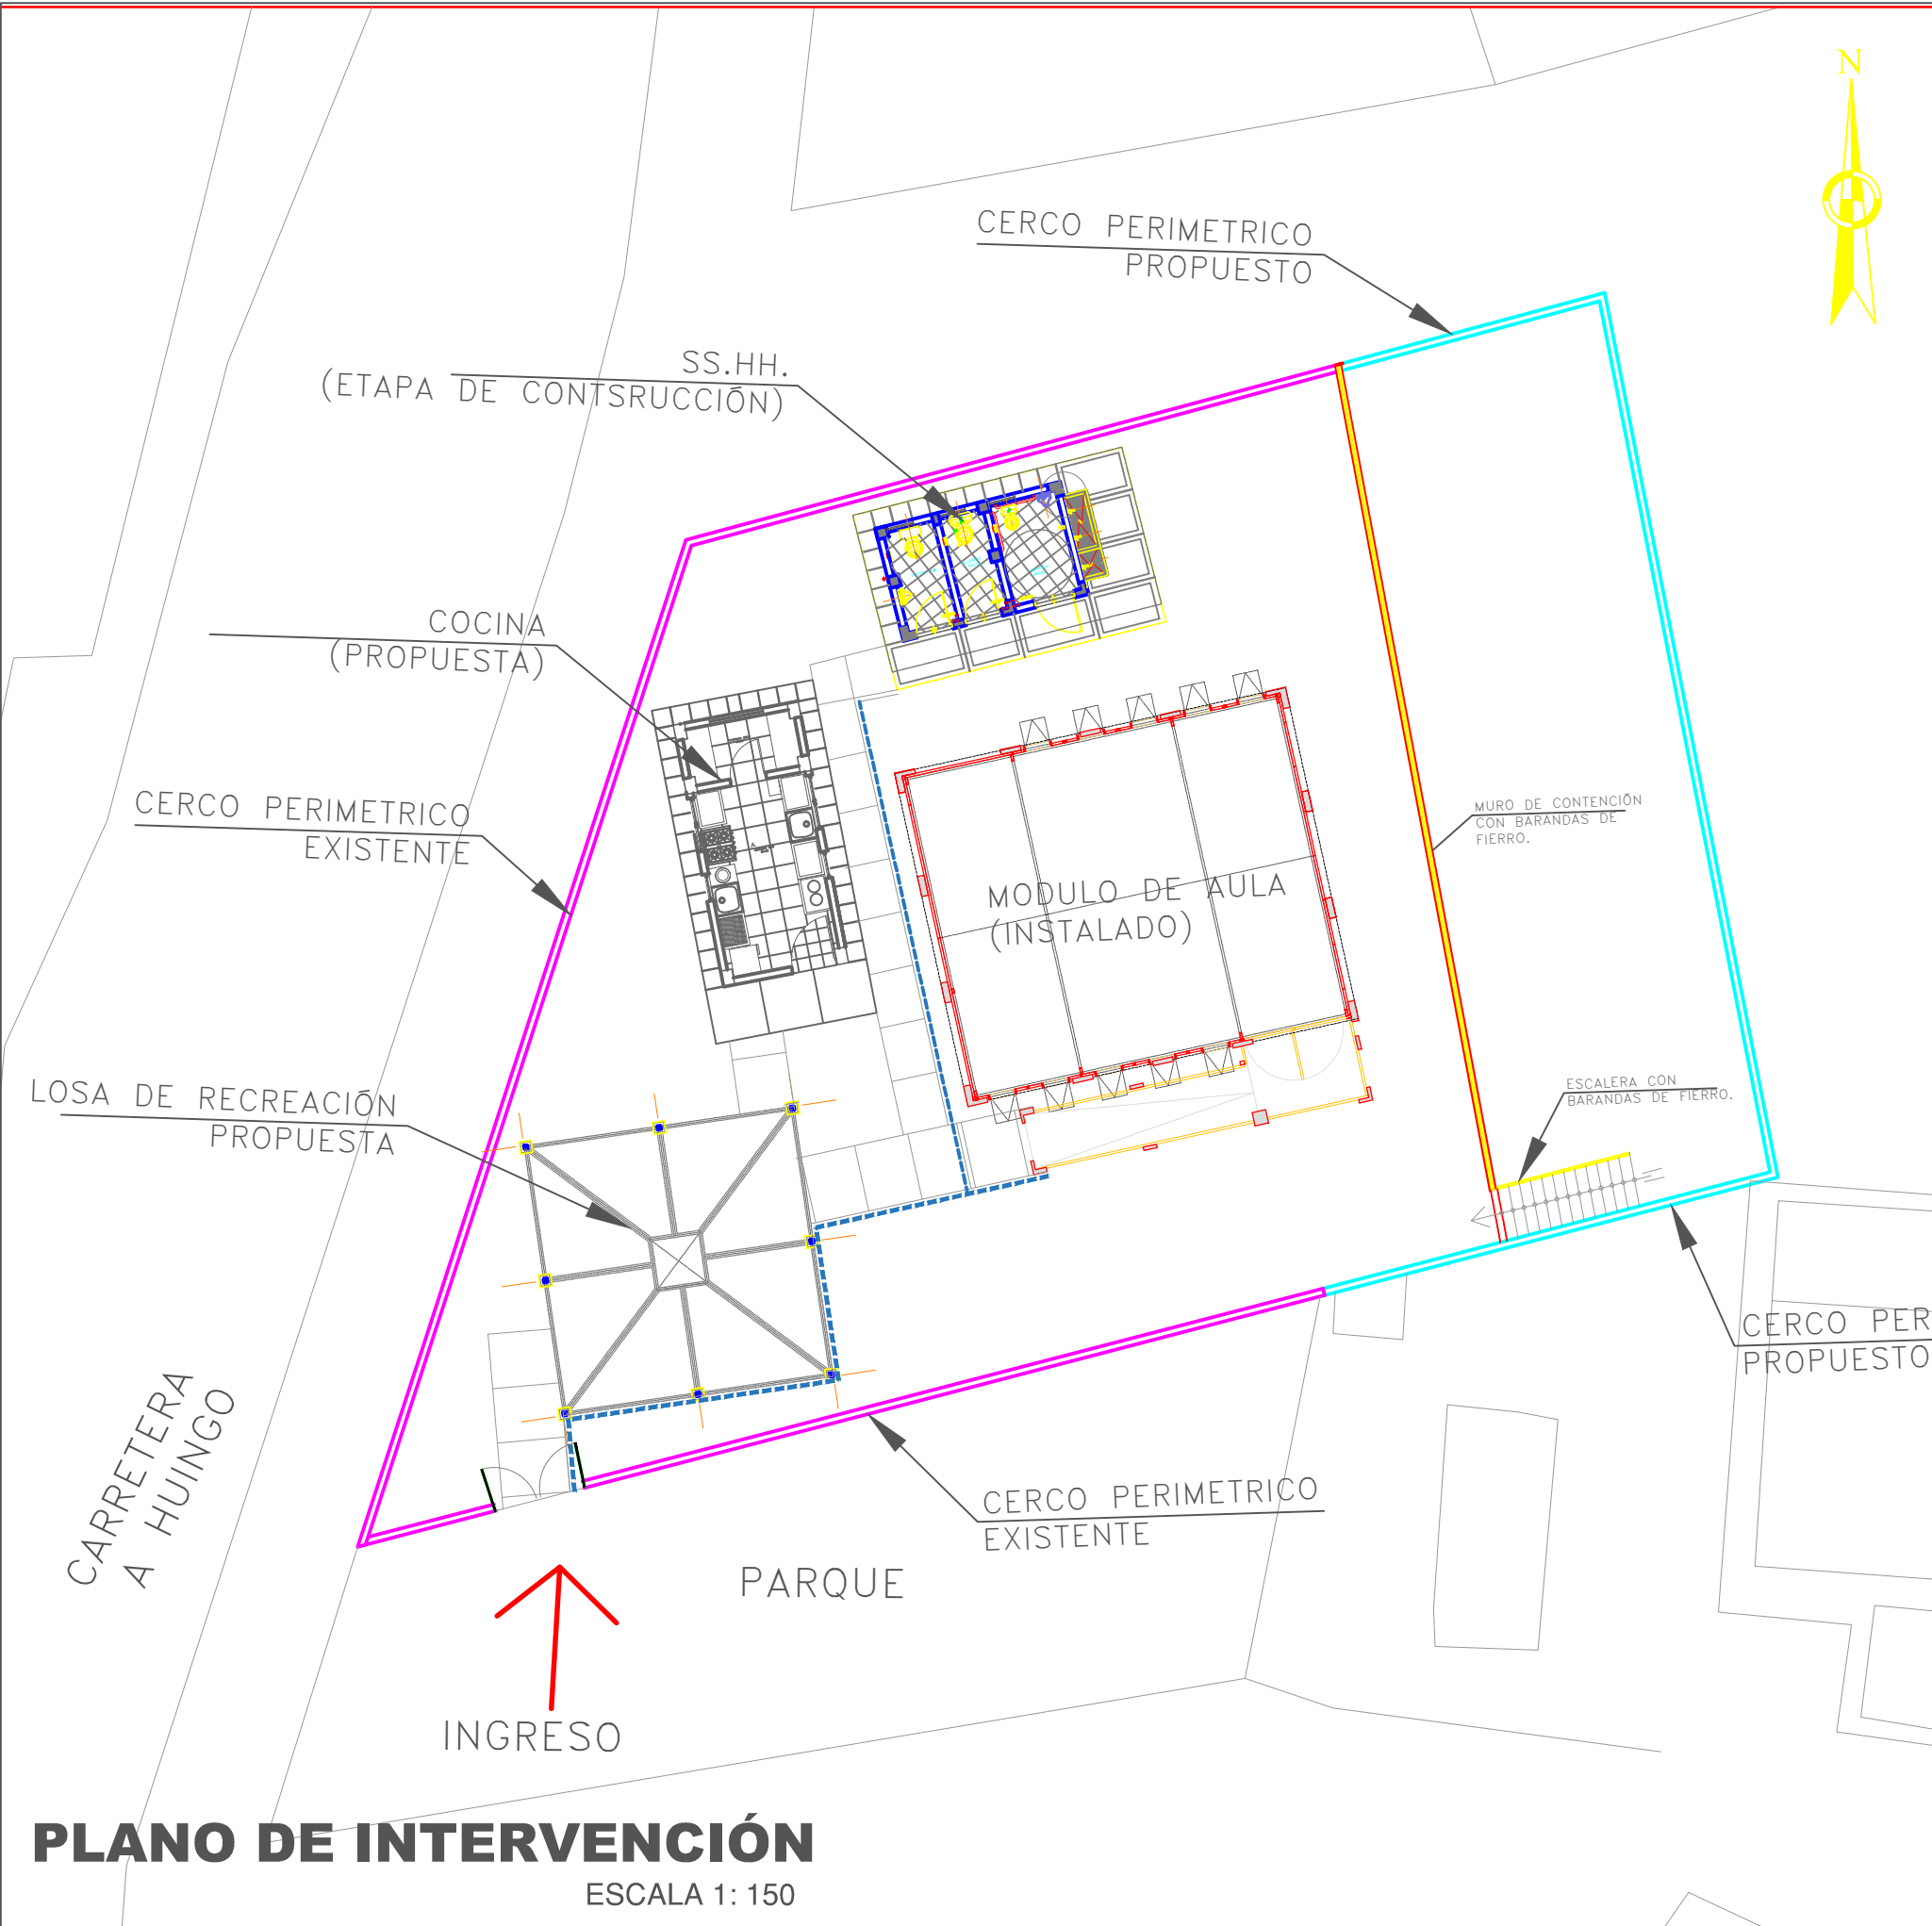 N
CERCO PERIMETRICO
PROPUESTO
SS.HH.
(ETAPA DE CONTSRUCCIÓN)
COCINA
(PROPUESTA)
CERCO PERIMETRICO
EXISTENTE
MURO DE CONTENCIÓN
CON BARANDAS DE
FIERRO.
MODULO DE AULA
(INSTALADO)
LOSA DE RECREACIÓN
PROPUESTA
ESCALERA CON
BARANDAS DE FIERRO.
CERCO PER
PROPUESTO
CARRETERA
A HUINGO
CERCO PERIMETRICO
EXISTENTE
PARQUE
INGRESO
PLANO DE INTERVENCIÓN
ESCALA 1: 150